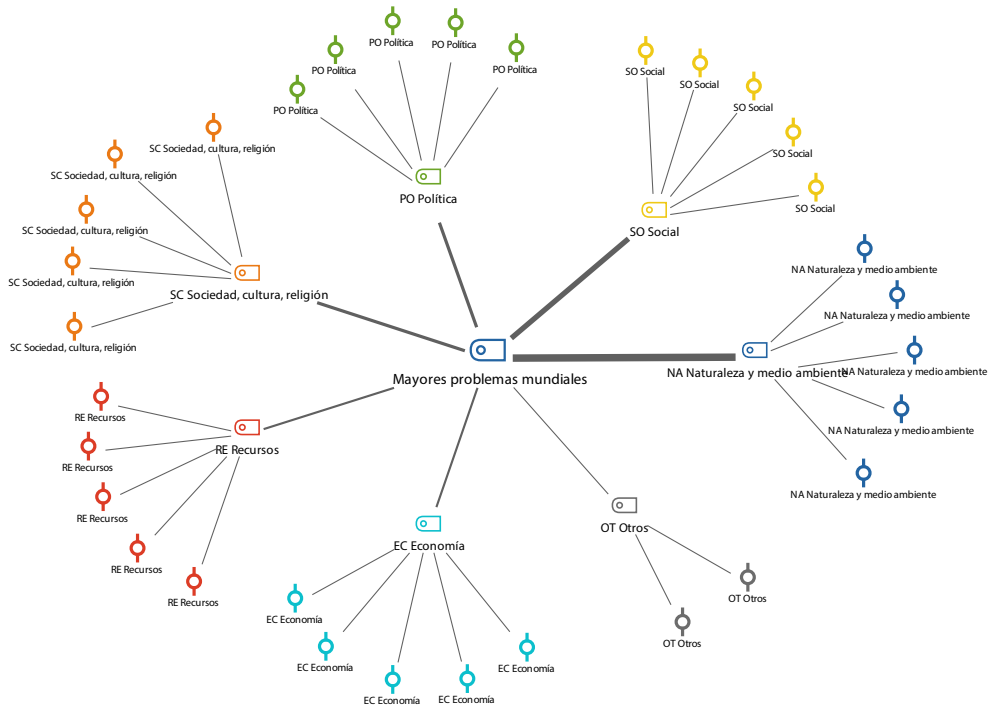 PO Política
PO Política
PO Política
PO Política
PO Política
PO Política
SO Social
SO Social
SO Social
SO Social
SO Social
SO Social
SC Sociedad, cultura, religión
SC Sociedad, cultura, religión
SC Sociedad, cultura, religión
SC Sociedad, cultura, religión
SC Sociedad, cultura, religión
SC Sociedad, cultura, religión
NA Naturaleza y medio ambiente
NA Naturaleza y medio ambiente
NA Naturaleza y medio ambiente
NA Naturaleza y medio ambiente
NA Naturaleza y medio ambiente
NA Naturaleza y medio ambiente
Mayores problemas mundiales
RE Recursos
RE Recursos
RE Recursos
RE Recursos
RE Recursos
RE Recursos
EC Economía
EC Economía
EC Economía
EC Economía
EC Economía
EC Economía
OT Otros
OT Otros
OT Otros